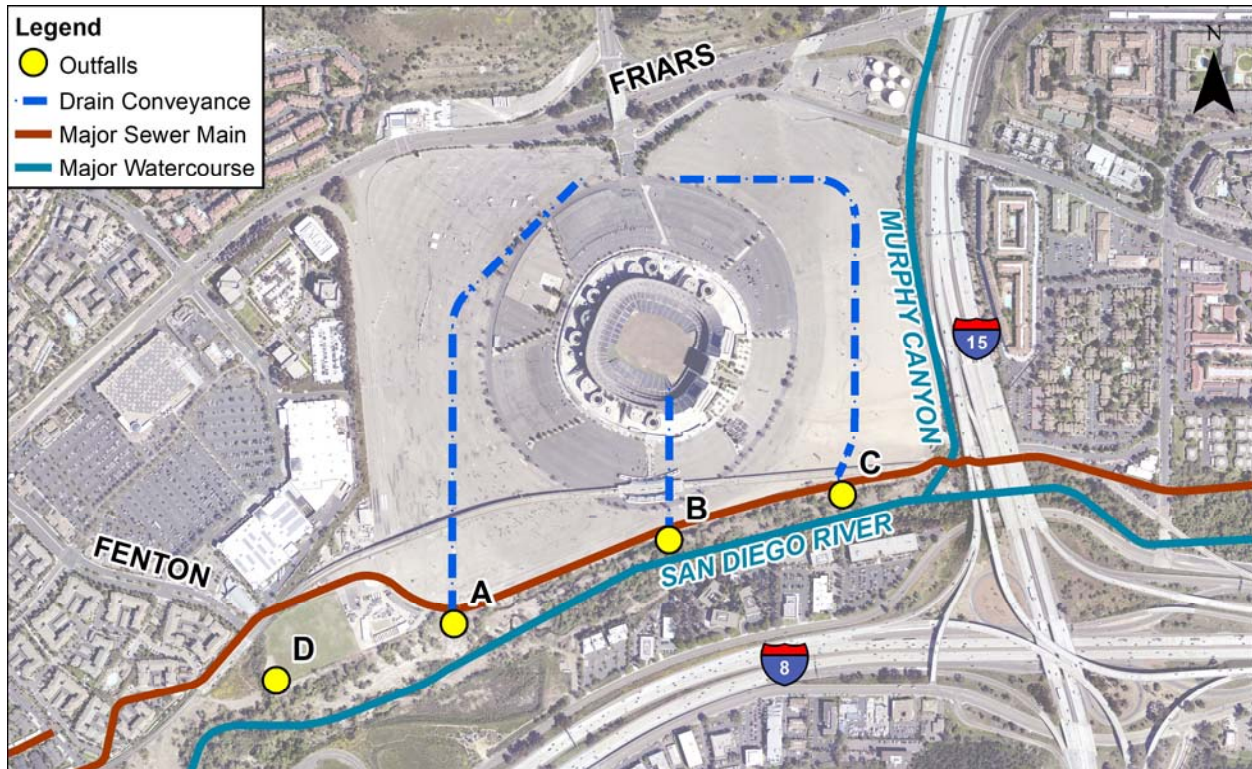 Legend
Outfalls
Drain Conveyance
Major Sewer Main
Major Watercourse
FRIARS
N
MURPHY CANYON
15
C
B
SAN DIEGO RIVER
FENTON
A
D
8